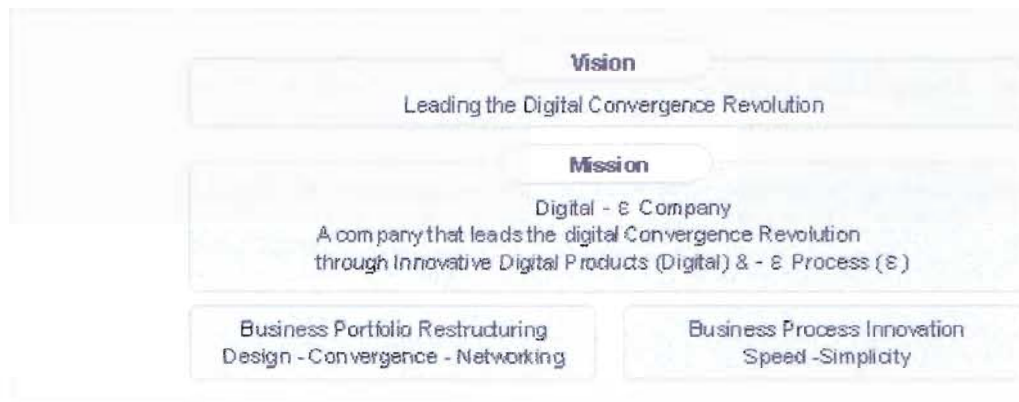 Vision
Leading the Digital Convergence Revolution
Mission
Digital - ε Company
A company that leads the digital Convergence Revolution
through Innovative Digital Products (Digital) & - ε Process (ε)
Business Portfolio Restructuring
Design - Convergence - Networking
Business Process Innovation
Speed -Simplicity